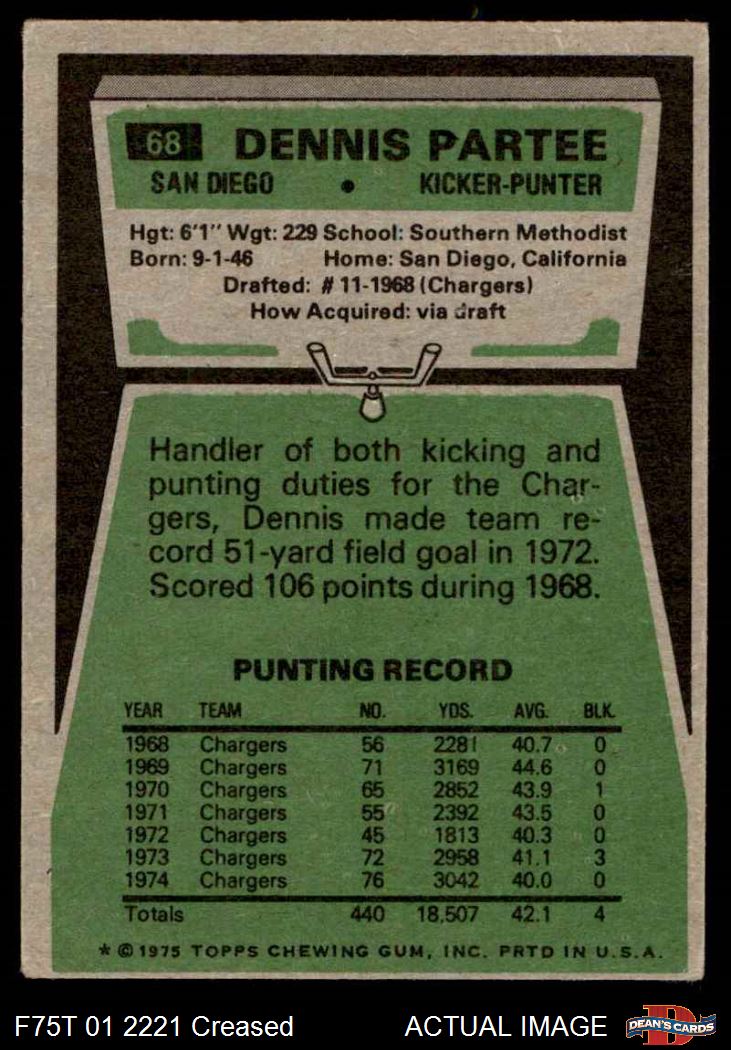 68 DENNIS PARTEE
SAN DIEGO • KICKER-PUNTER
Hgt: 6'1" Wgt: 229 School: Southern Methodist
Born: 9-1-46 Home: San Diego, California
Drafted: #11-1968 (Chargers)
How Acquired: via draft
Handler of both kicking and
punting duties for the Char-
gers, Dennis made team re-
cord 51-yard field goal in 1972.
Scored 106 points during 1968.
PUNTING RECORD
YEAR TEAM NO. YDS. AVG. BLK.
1968 Chargers 56 2281 40.7 0
1969 Chargers 71 3169 44.6 0
1970 Chargers 65 2852 43.9 1
1971 Chargers 55 2392 43.5 0
1972 Chargers 45 1813 40.3 0
1973 Chargers 72 2958 41.1 3
1974 Chargers 76 3042 40.0 0
Totals 440 18,507 42.1 4
* © 1975 TOPPS CHEWING GUM, INC. PRTD IN U.S.A.
F75T 01 2221 Creased ACTUAL IMAGE DEAN'S CARDS